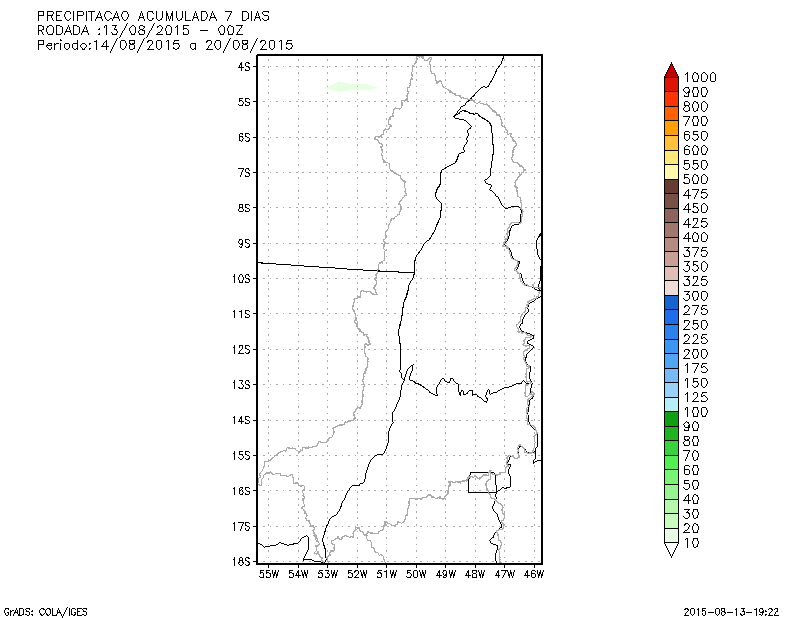 PRECIPITACAO ACUMULADA 7 DIAS
RODADA :13/08/2015 - 00Z
Periodo:14/08/2015 a 20/08/2015
4S
5S
6S
7S
8S
9S
10S
11S
12S
13S
14S
15S
16S
17S
18S
55W 54W 53W 52W 51W 50W 49W 48W 47W 46W
1000
900
800
700
650
600
550
500
475
450
425
400
375
350
325
300
275
250
225
200
175
150
125
100
90
80
70
60
50
40
30
20
10
GrADS: COLA/IGES
2015-08-13-19:22